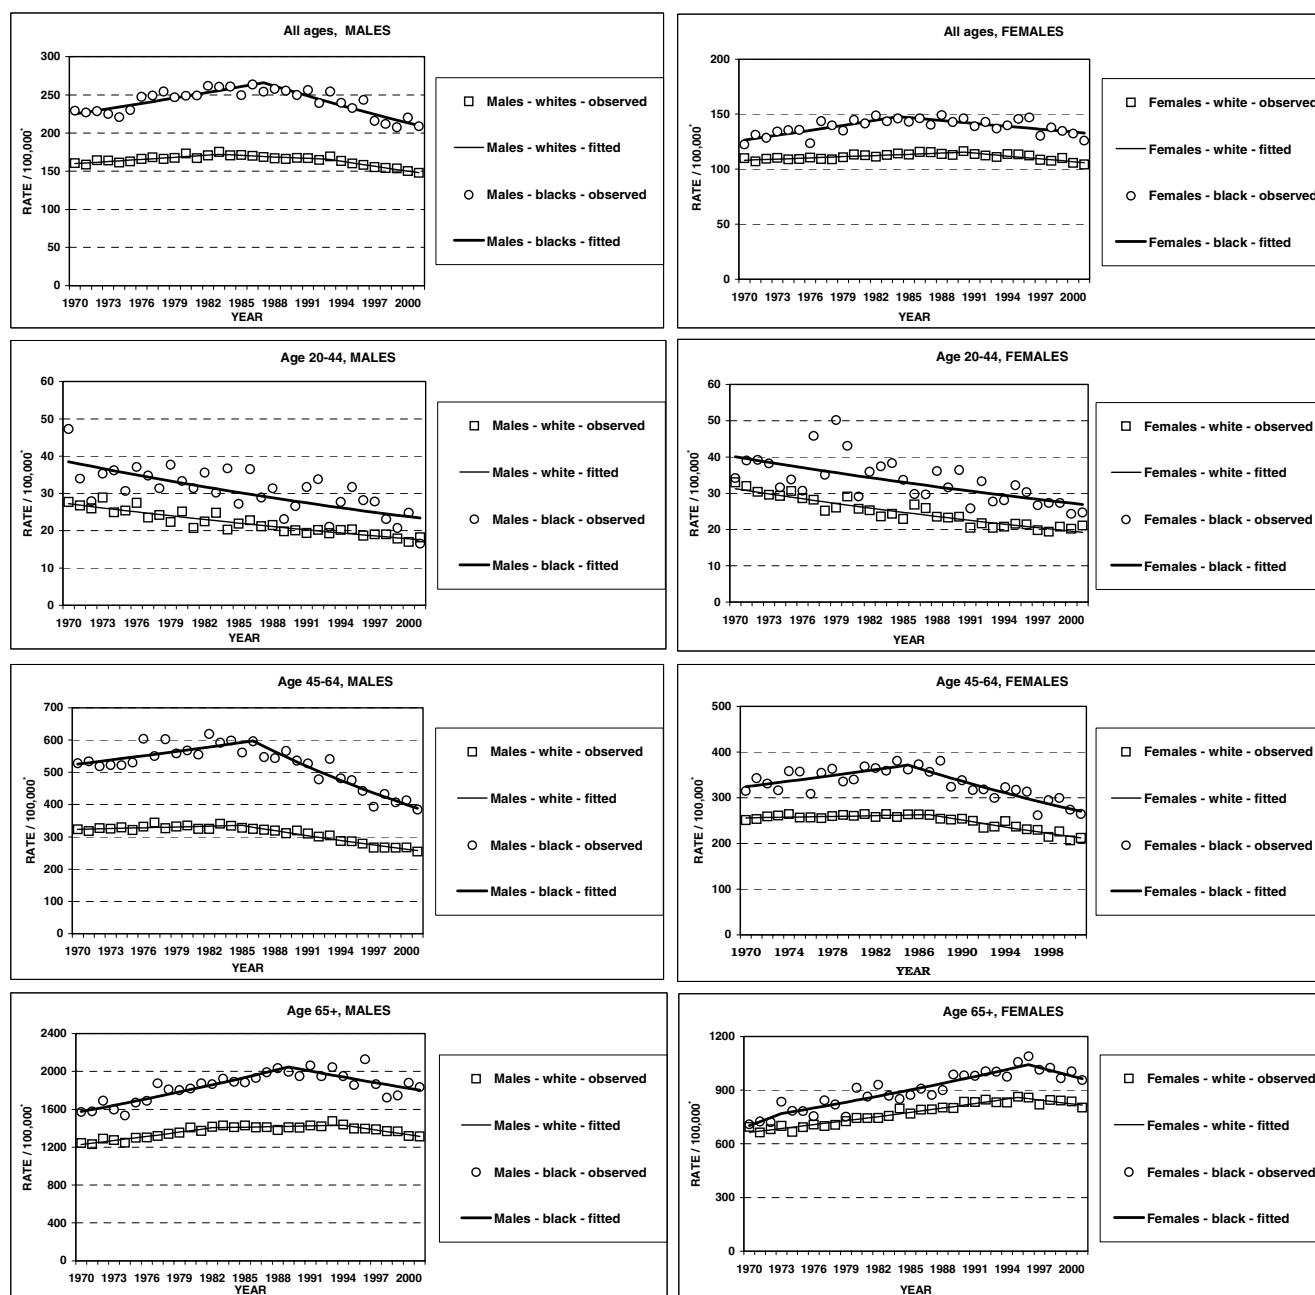 All ages, MALES
300
250
200
150
100
50
0
RATE / 100,000*
1970 1973 1976 1979 1982 1985 1988 1991 1994 1997 2000
YEAR
Males - whites - observed
Males - whites - fitted
Males - blacks - observed
Males - blacks - fitted
All ages, FEMALES
200
150
100
50
0
RATE / 100,000*
1970 1973 1976 1979 1982 1985 1988 1991 1994 1997 2000
YEAR
Females - white - observed
Females - white - fitted
Females - black - observed
Females - black - fitted
Age 20-44, MALES
60
50
40
30
20
10
0
RATE / 100,000*
1970 1973 1976 1979 1982 1985 1988 1991 1994 1997 2000
YEAR
Males - white - observed
Males - white - fitted
Males - black - observed
Males - black - fitted
Age 20-44, FEMALES
60
50
40
30
20
10
0
RATE / 100,000*
1970 1973 1976 1979 1982 1985 1988 1991 1994 1997 2000
YEAR
Females - white - observed
Females - white - fitted
Females - black - observed
Females - black - fitted
Age 45-64, MALES
700
600
500
400
300
200
100
0
RATE / 100,000*
1970 1973 1976 1979 1982 1985 1988 1991 1994 1997 2000
YEAR
Males - white - observed
Males - white - fitted
Males - black - observed
Males - black - fitted
Age 45-64, FEMALES
500
400
300
200
100
0
RATE / 100,000*
1970 1974 1978 1982 1986 1990 1994 1998
YEAR
Females - white - observed
Females - white - fitted
Females - black - observed
Females - black - fitted
Age 65+, MALES
2400
2000
1600
1200
800
400
0
RATE / 100,000*
1970 1973 1976 1979 1982 1985 1988 1991 1994 1997 2000
YEAR
Males - white - observed
Males - white - fitted
Males - black - observed
Males - black - fitted
Age 65+, FEMALES
1200
900
600
300
0
RATE / 100,000*
1970 1973 1976 1979 1982 1985 1988 1991 1994 1997 2000
YEAR
Females - white - observed
Females - white - fitted
Females - black - observed
Females - black - fitted